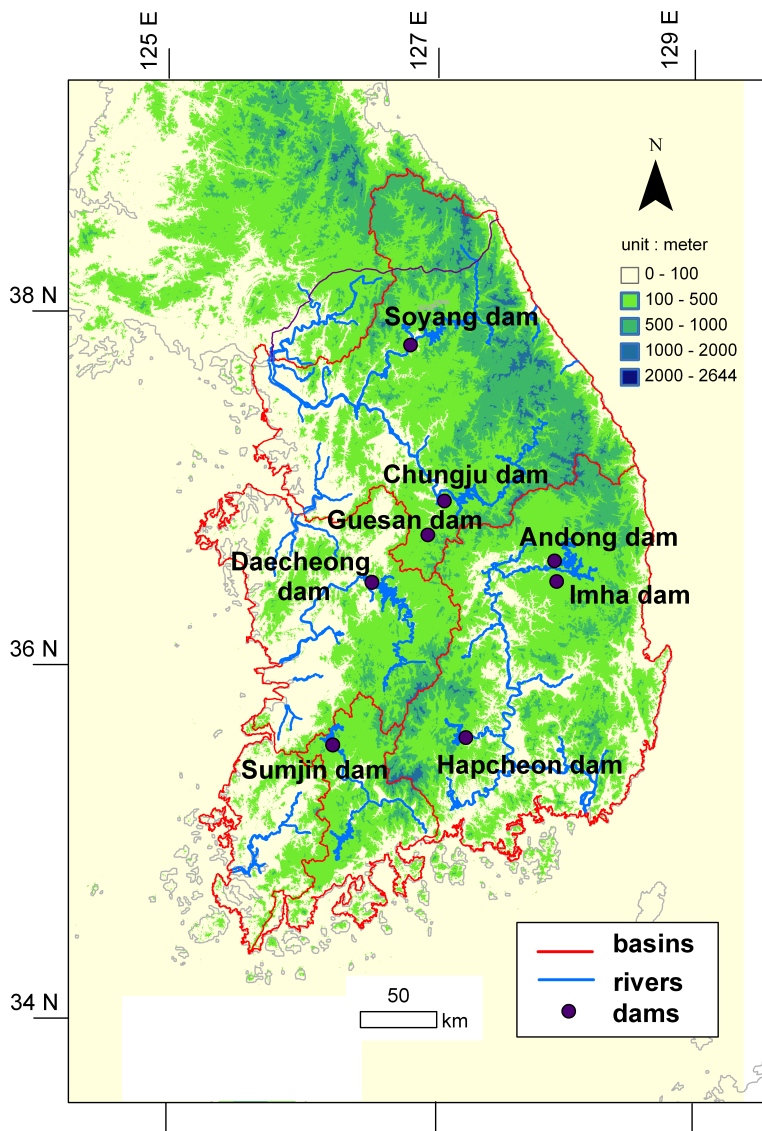 125 E
127 E
129 E
N
unit : meter
0 - 100
100 - 500
500 - 1000
1000 - 2000
2000 - 2644
38 N
Soyang dam
Chungju dam
Guesan dam
Andong dam
Daecheong
dam
Imha dam
36 N
Sumjin dam
Hapcheon dam
basins
rivers
dams
50
km
34 N